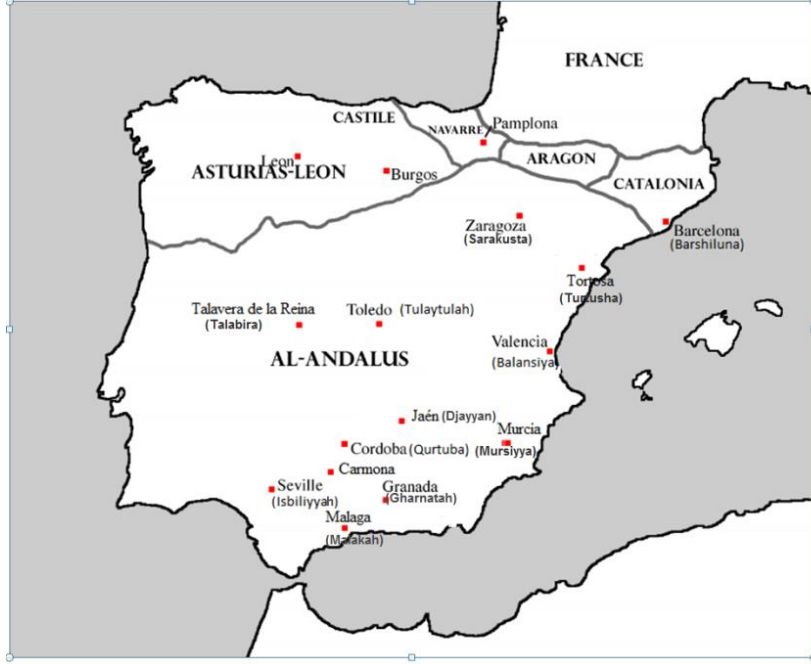 FRANCE
CASTILE
NAVARRE
Pamplona
ARAGON
Leon
ASTURIAS-LEON
Burgos
CATALONIA
Zaragoza
(Sarakusta)
Barcelona
(Barshiluna)
Tortosa
(Turtusha)
Talavera de la Reina
(Talabira)
Toledo (Tulaytulah)
Valencia
(Balansiya)
AL-ANDALUS
Jaén (Djayyan)
Murcia
(Mursiyya)
Cordoba (Qurtuba)
Carmona
Seville
(Isbiliyyah)
Granada
(Gharnatah)
Malaga
(Malakah)